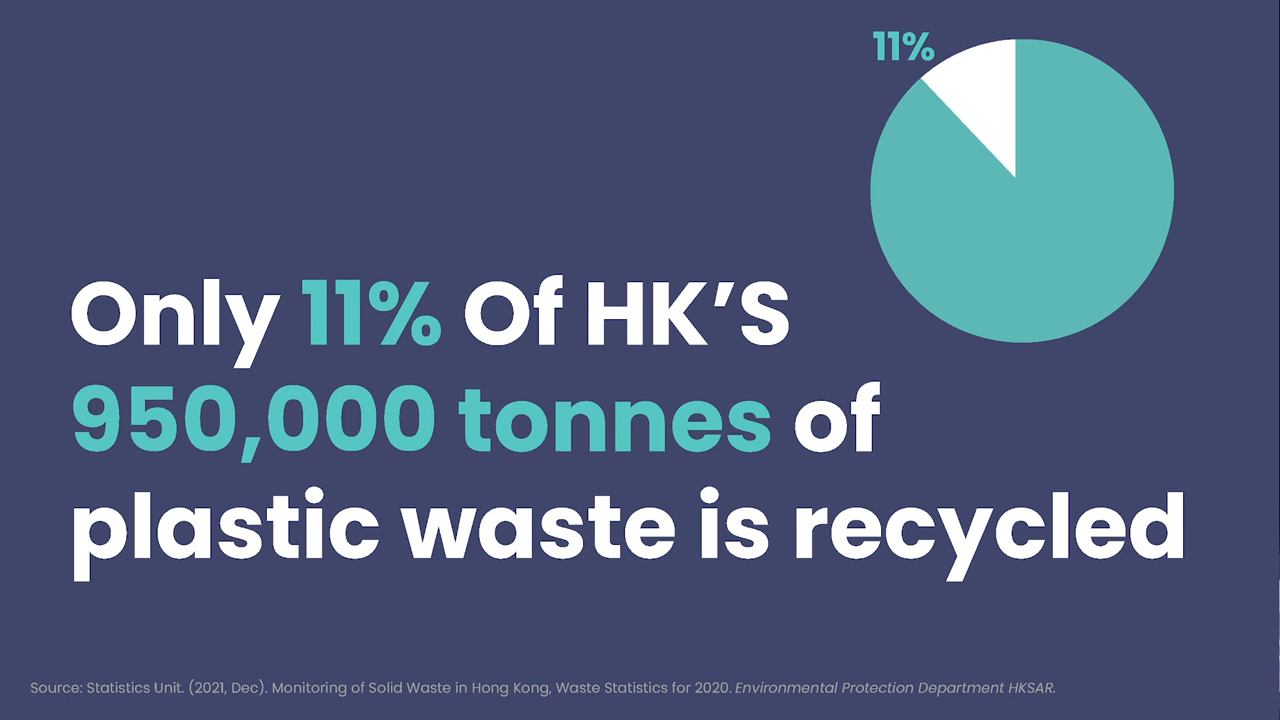 11%
Only 11% Of HK’S
950,000 tonnes of
plastic waste is recycled
Source: Statistics Unit. (2021, Dec). Monitoring of Solid Waste in Hong Kong, Waste Statistics for 2020. Environmental Protection Department HKSAR.